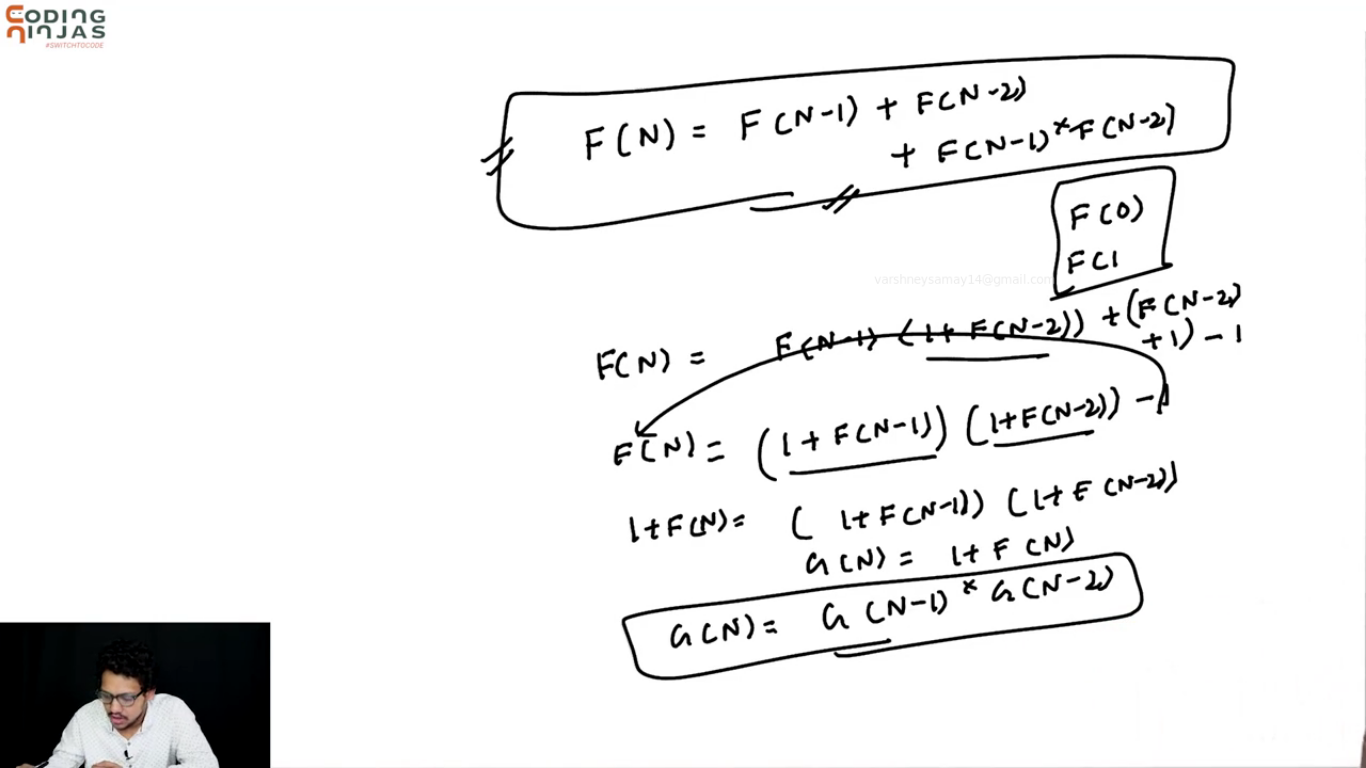 CODING
NINJAS
#SWITCHTOCODE
F(N) = F(N-1) + F(N-2)
+ F(N-1) * F(N-2)
F(0)
F(1
varshneysamay14@gmail.com
F(N) = F(N-1) (1+F(N-2)) + (F(N-2)
+1) - 1
F(N) = (1+F(N-1)) (1+F(N-2)) - 1
1+F(N) = ( 1+F(N-1)) (1+F(N-2))
G(N) = 1+F(N)
G(N) = G(N-1) * G(N-2)